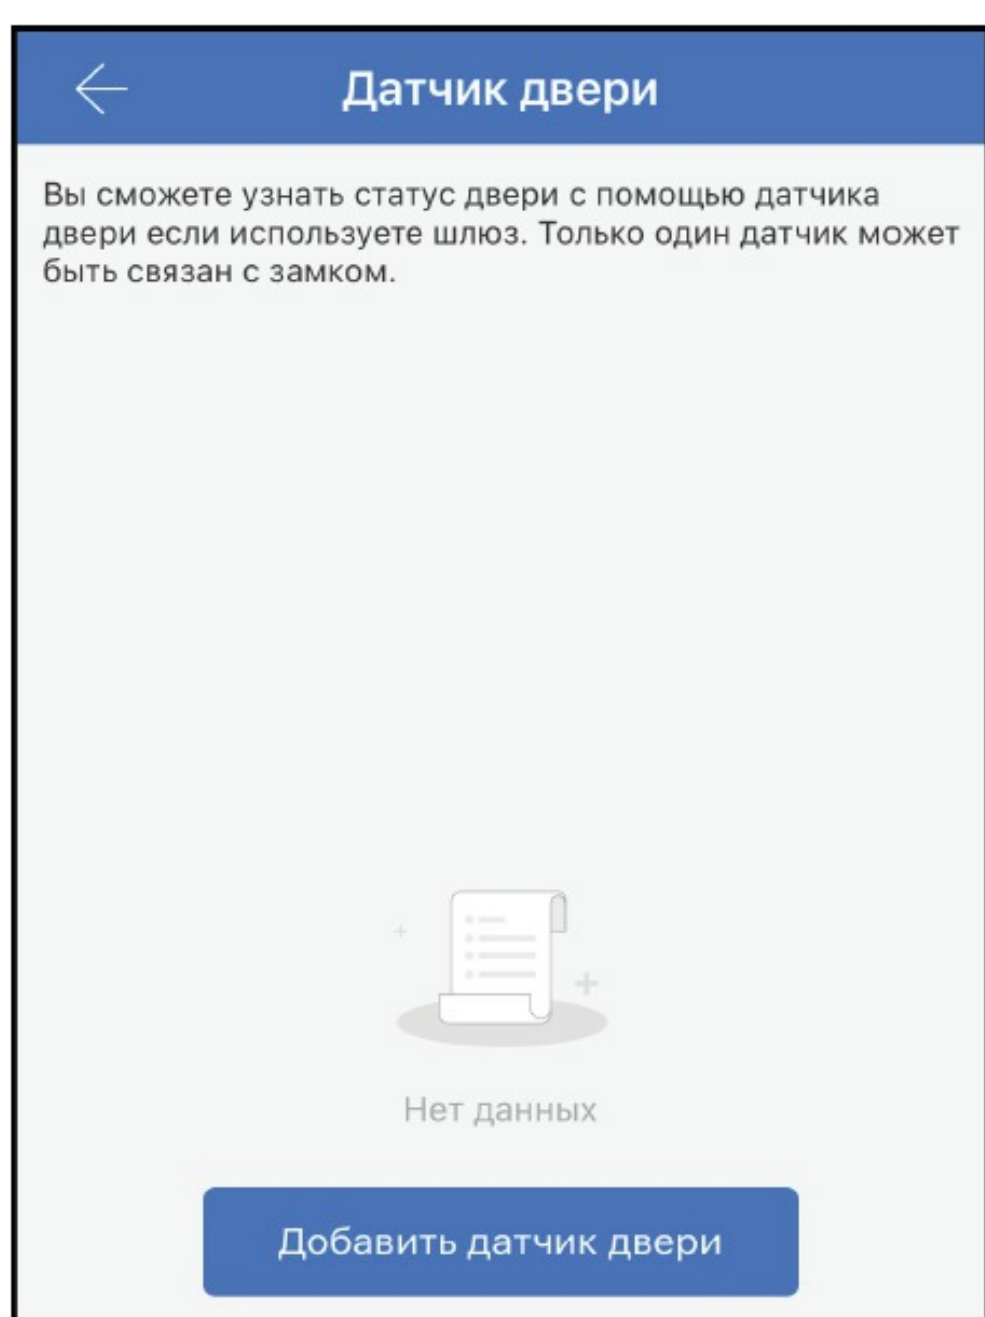 Датчик двери
Вы сможете узнать статус двери с помощью датчика
двери если используете шлюз. Только один датчик может
быть связан с замком.
Нет данных
Добавить датчик двери